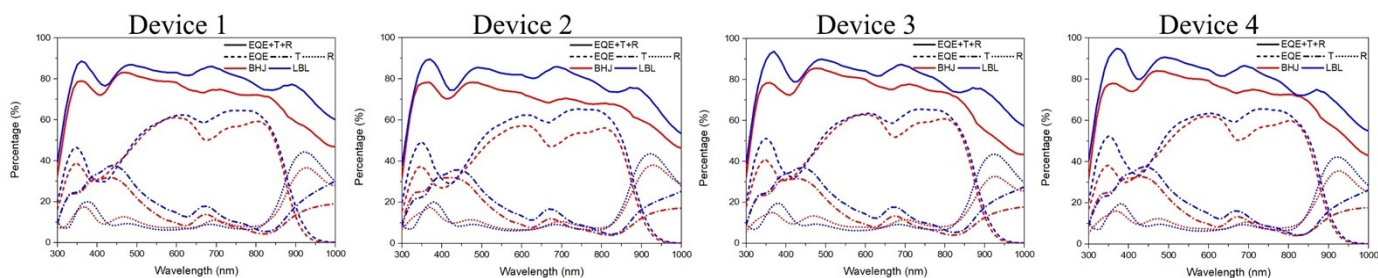 Device 1
Device 2
Device 3
Device 4
100
80
60
40
20
0
Percentage (%)
EQE+T+R
EQE T R
BHJ LBL
300 400 500 600 700 800 900 1000
Wavelength (nm)
100
80
60
40
20
0
Percentage (%)
EQE+T+R
EQE T R
BHJ LBL
300 400 500 600 700 800 900 1000
Wavelength (nm)
100
80
60
40
20
0
Percentage (%)
EQE+T+R
EQE T R
BHJ LBL
300 400 500 600 700 800 900 1000
Wavelength (nm)
100
80
60
40
20
0
Percentage (%)
EQE+T+R
EQE T R
BHJ LBL
300 400 500 600 700 800 900 1000
Wavelength (nm)